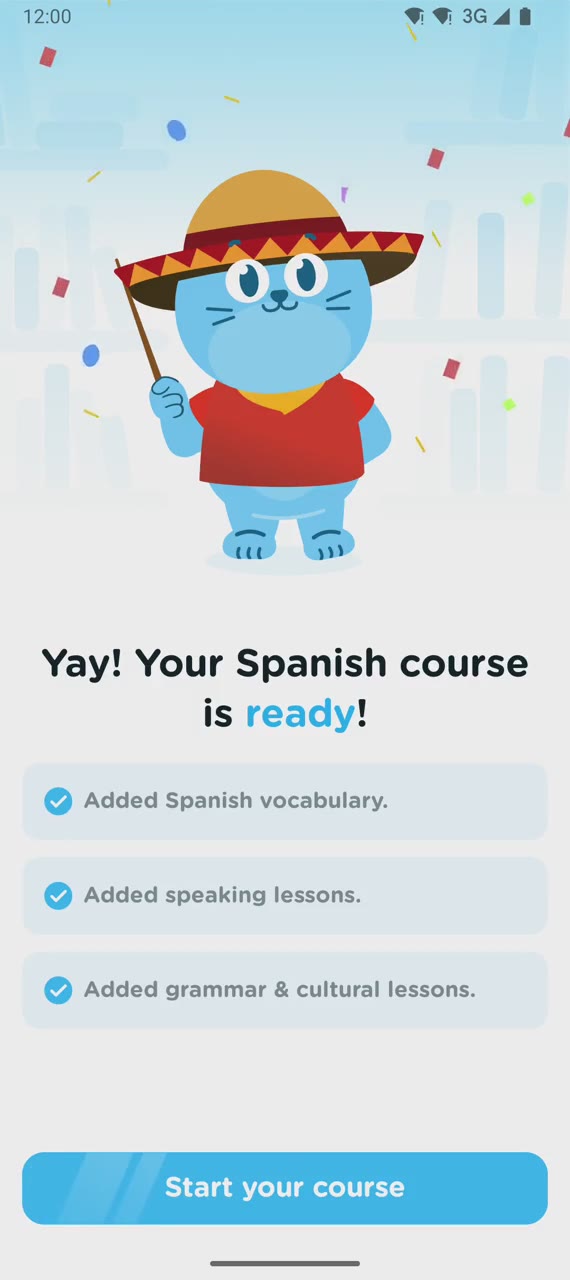 12:00
3G
Yay! Your Spanish course
is ready!
Added Spanish vocabulary.
Added speaking lessons.
Added grammar & cultural lessons.
Start your course